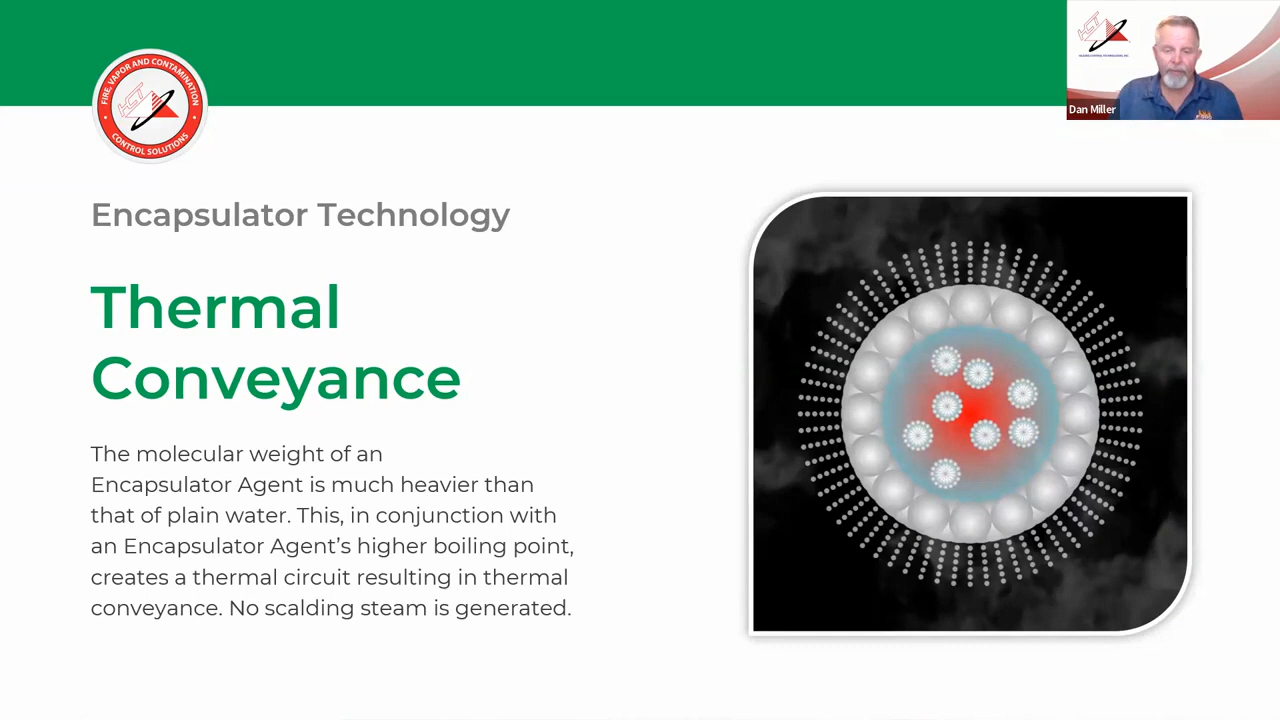 FIRE, VAPOR AND CONTAMINATION
HCT
CONTROL SOLUTIONS
HCT
Dan Miller
Encapsulator Technology
Thermal
Conveyance
The molecular weight of an
Encapsulator Agent is much heavier than
that of plain water. This, in conjunction with
an Encapsulator Agent’s higher boiling point,
creates a thermal circuit resulting in thermal
conveyance. No scalding steam is generated.